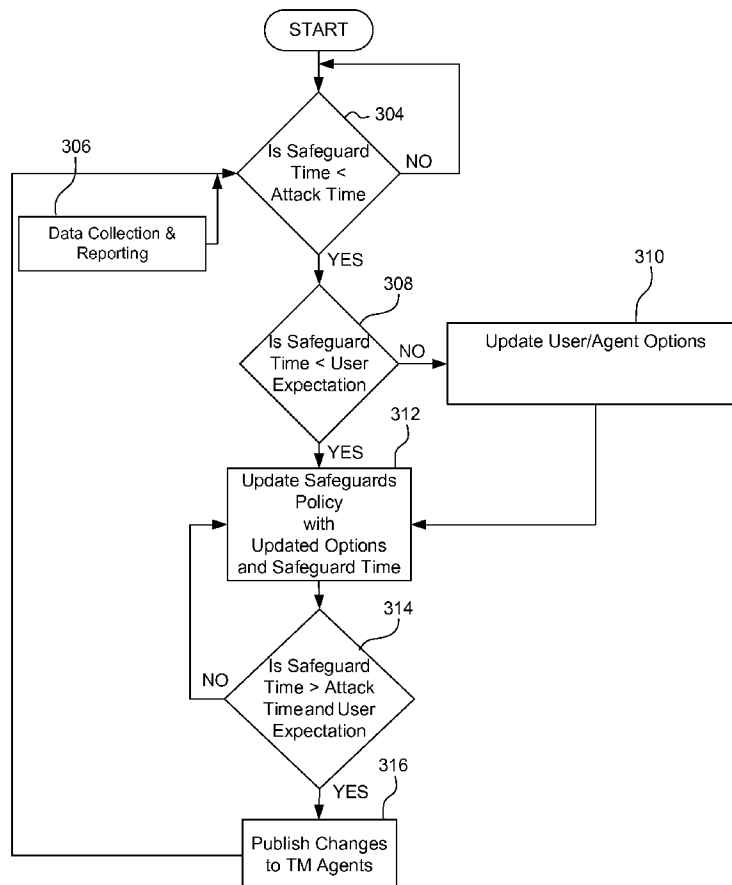 START
304
306
Is Safeguard
Time <
Attack Time
NO
Data Collection &
Reporting
YES
308
310
Is Safeguard
Time < User
Expectation
NO
Update User/Agent Options
YES
312
Update Safeguards
Policy
with
Updated Options
and Safeguard Time
314
Is Safeguard
Time > Attack
Time and User
Expectation
NO
YES
316
Publish Changes
to TM Agents